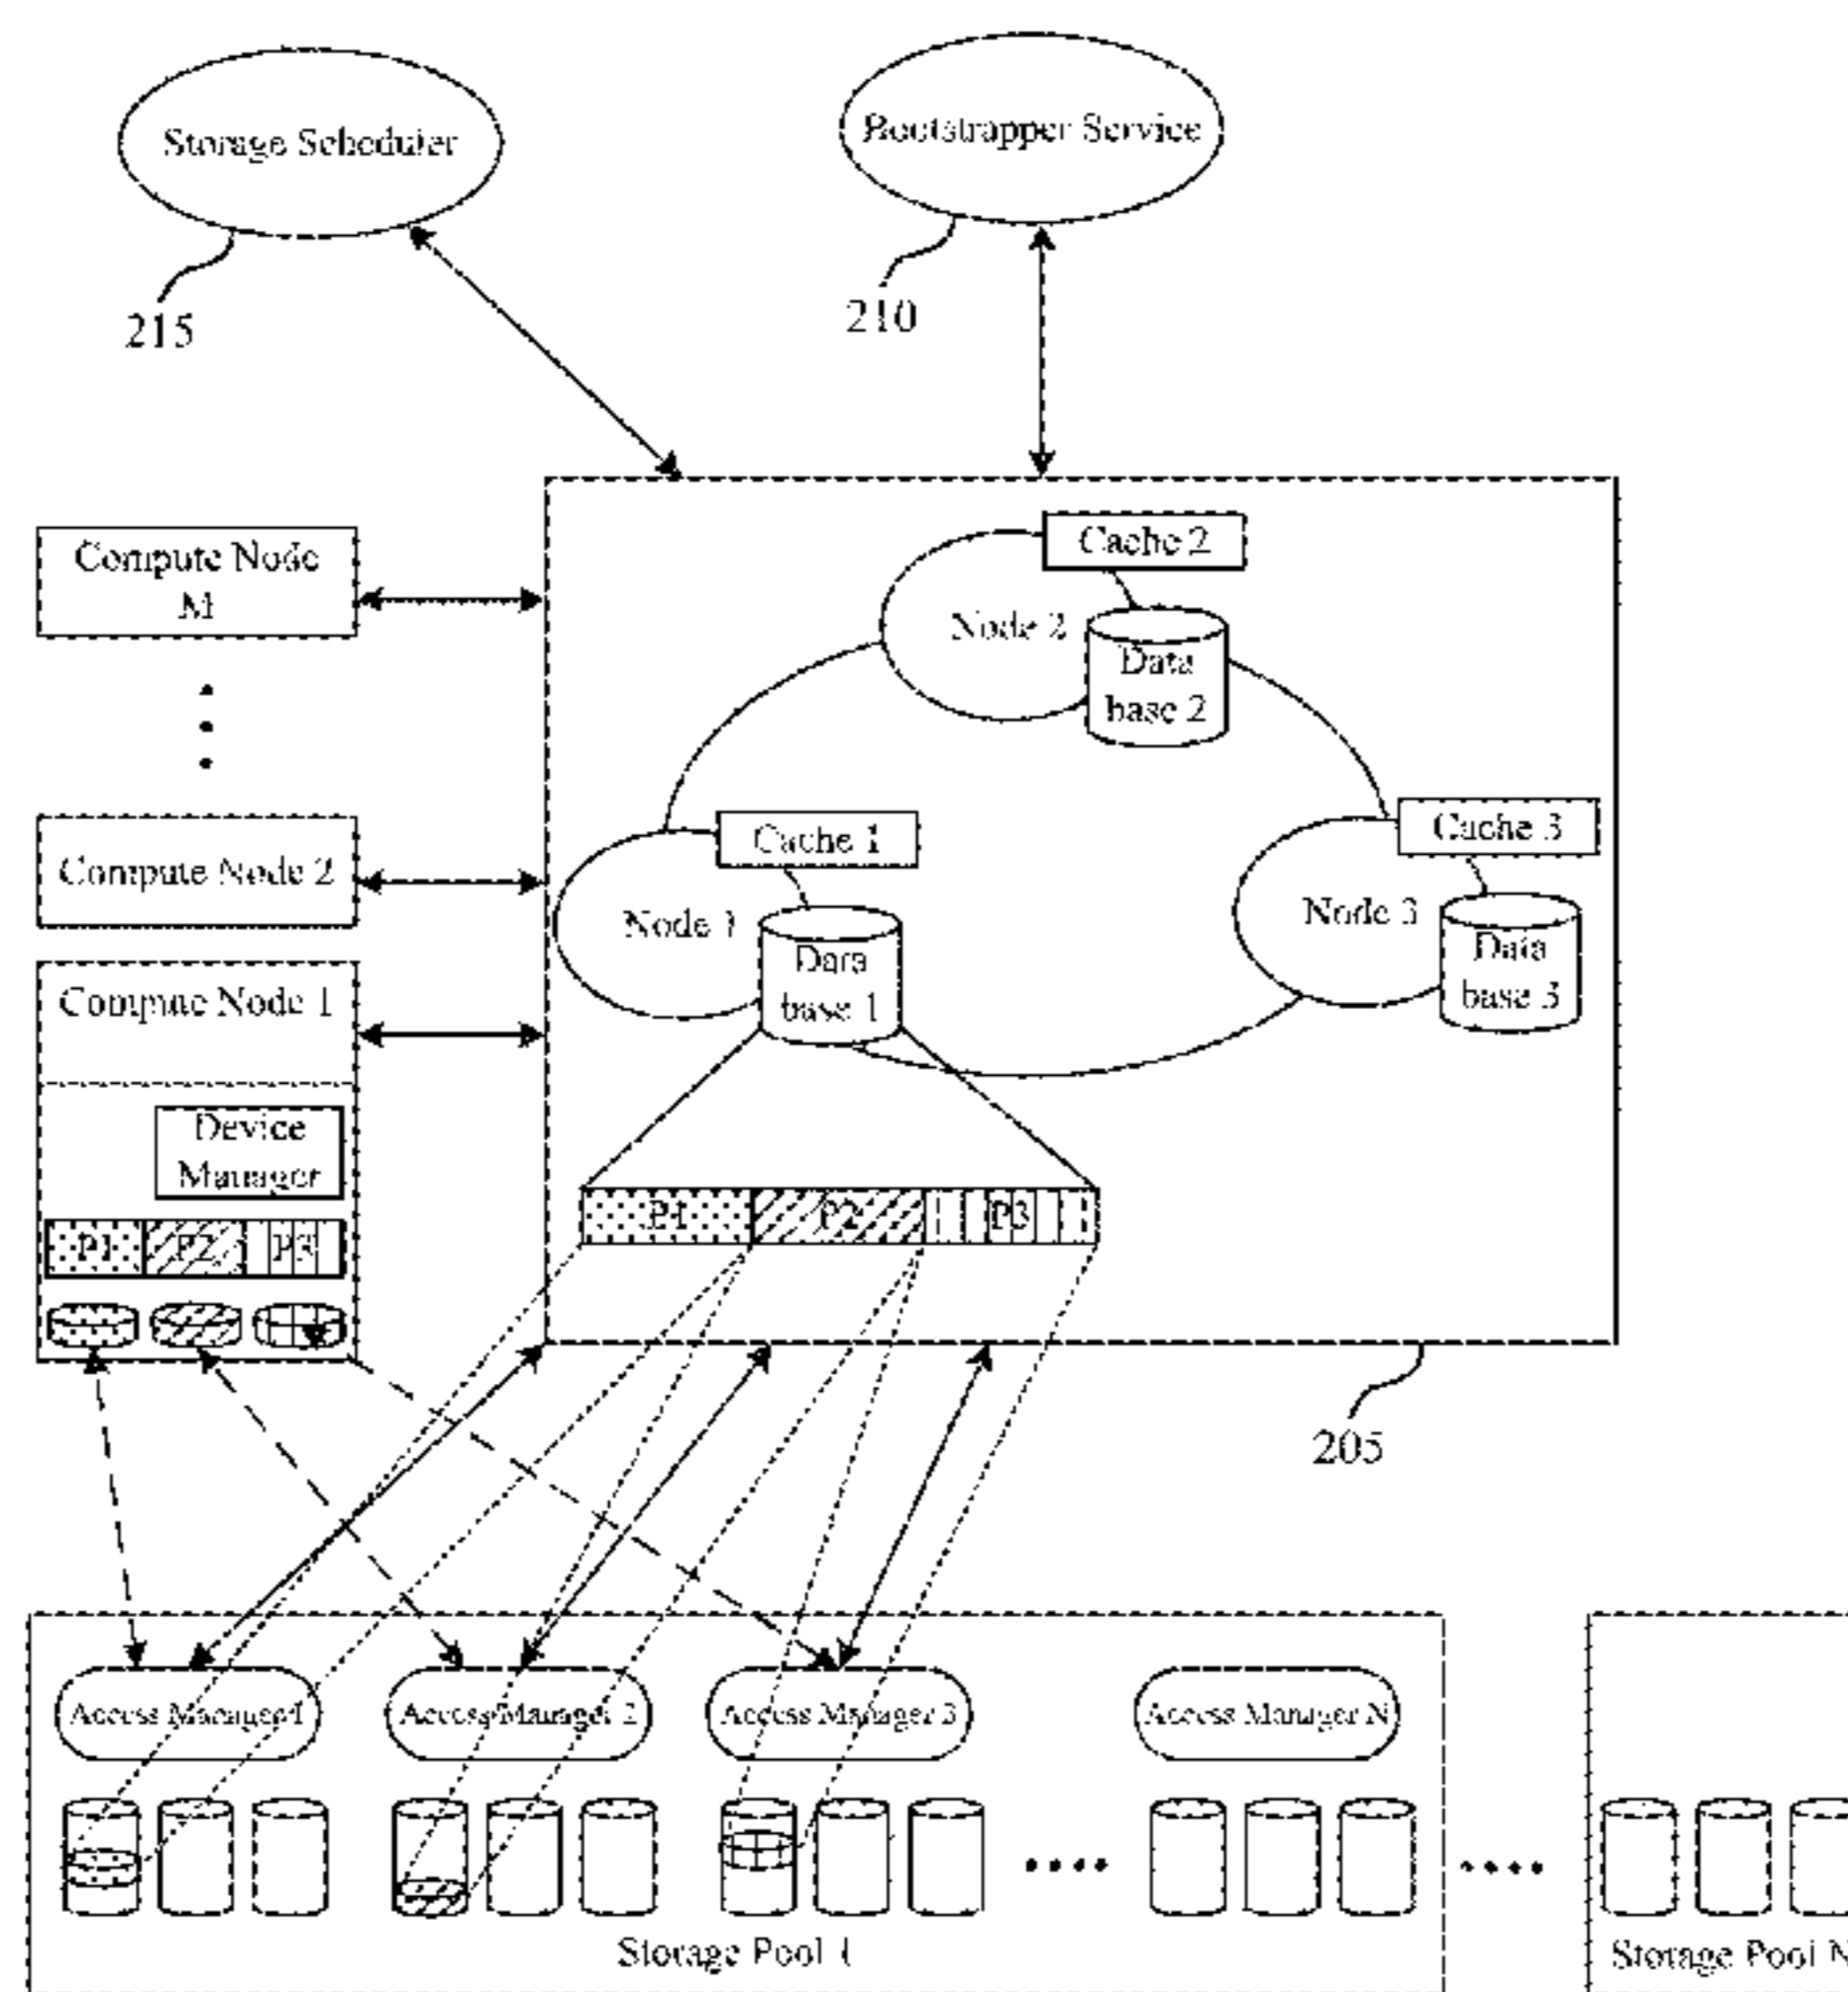 Storage Scheduler
Bootstrapper Service
215
210
Compute Node
M
Cache 2
Node 2
Data
base 2
Compute Node 2
Cache 1
Node 1
Data
base 1
Cache 3
Node 3
Data
base 3
Compute Node 1
Device
Manager
P1 P2 P3
P1 P2 P3
205
Access Manager 1
Access Manager 2
Access Manager 3
Access Manager N
Storage Pool 1
Storage Pool N